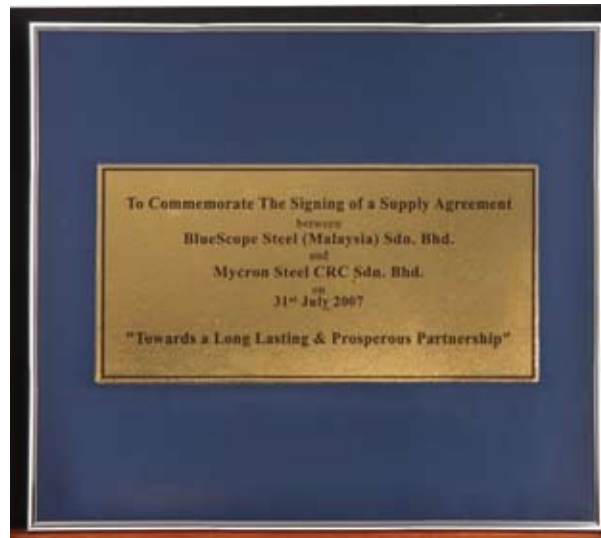 To Commemorate The Signing of a Supply Agreement
between
BlueScope Steel (Malaysia) Sdn. Bhd.
and
Mycron Steel CRC Sdn. Bhd.
on
31st July 2007
"Towards a Long Lasting & Prosperous Partnership"